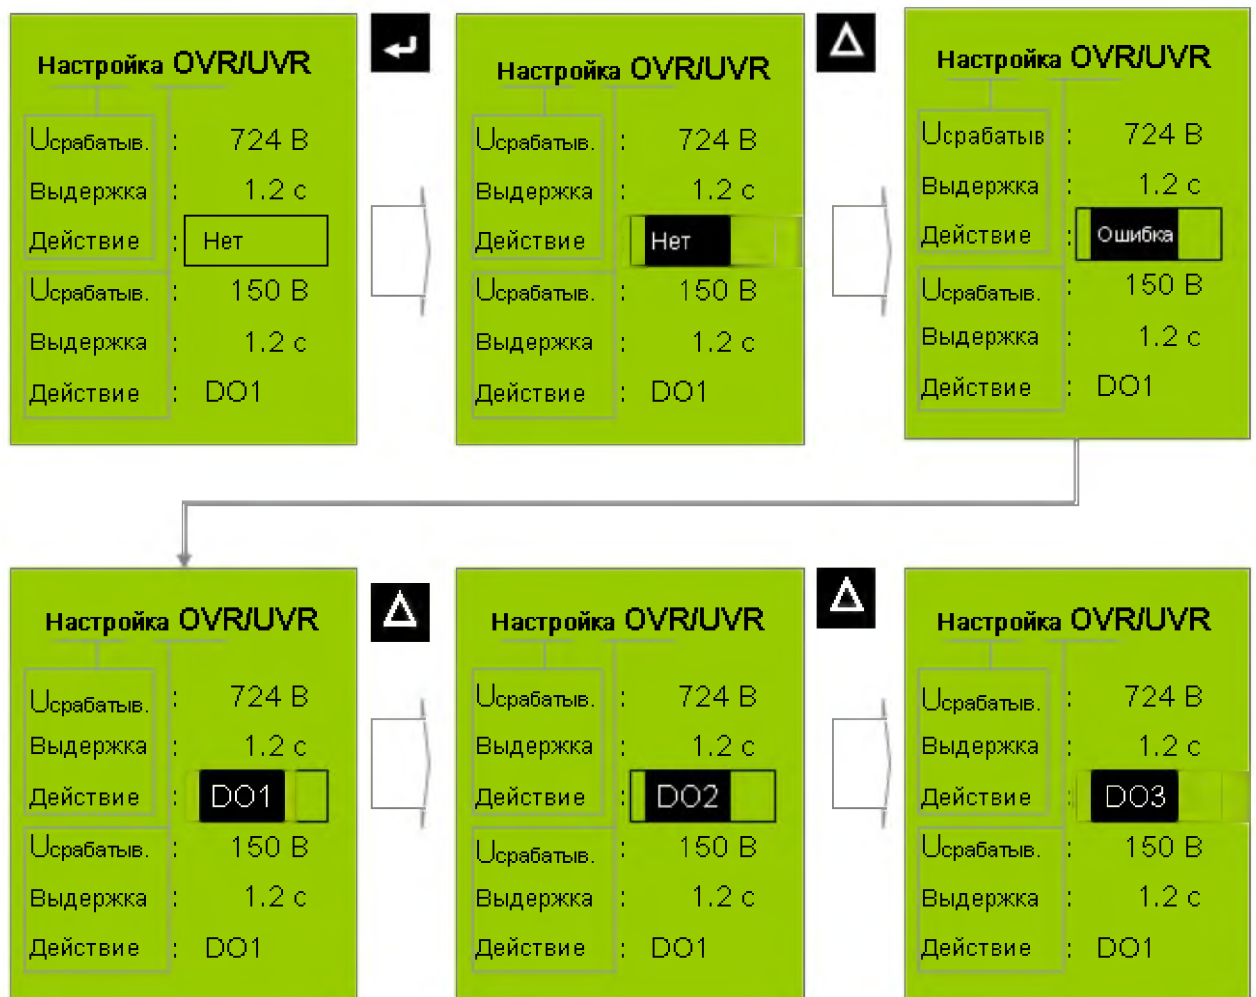 Настройка OVR/UVR
Uсрабатыв. : 724 В
Выдержка : 1.2 с
Действие : Нет
Uсрабатыв. : 150 В
Выдержка : 1.2 с
Действие : DO1
Настройка OVR/UVR
Uсрабатыв. : 724 В
Выдержка : 1.2 с
Действие Нет
Uсрабатыв. : 150 В
Выдержка : 1.2 с
Действие : DO1
Настройка OVR/UVR
Uсрабатыв : 724 В
Выдержка : 1.2 с
Действие : Ошибка
Uсрабатыв. : 150 В
Выдержка : 1.2 с
Действие : DO1
Настройка OVR/UVR
Uсрабатыв. : 724 В
Выдержка : 1.2 с
Действие : DO1
Uсрабатыв. : 150 В
Выдержка : 1.2 с
Действие : DO1
Настройка OVR/UVR
Uсрабатыв. : 724 В
Выдержка : 1.2 с
Действие : DO2
Uсрабатыв. : 150 В
Выдержка : 1.2 с
Действие : DO1
Настройка OVR/UVR
Uсрабатыв. : 724 В
Выдержка : 1.2 с
Действие : DO3
Uсрабатыв. : 150 В
Выдержка : 1.2 с
Действие : DO1